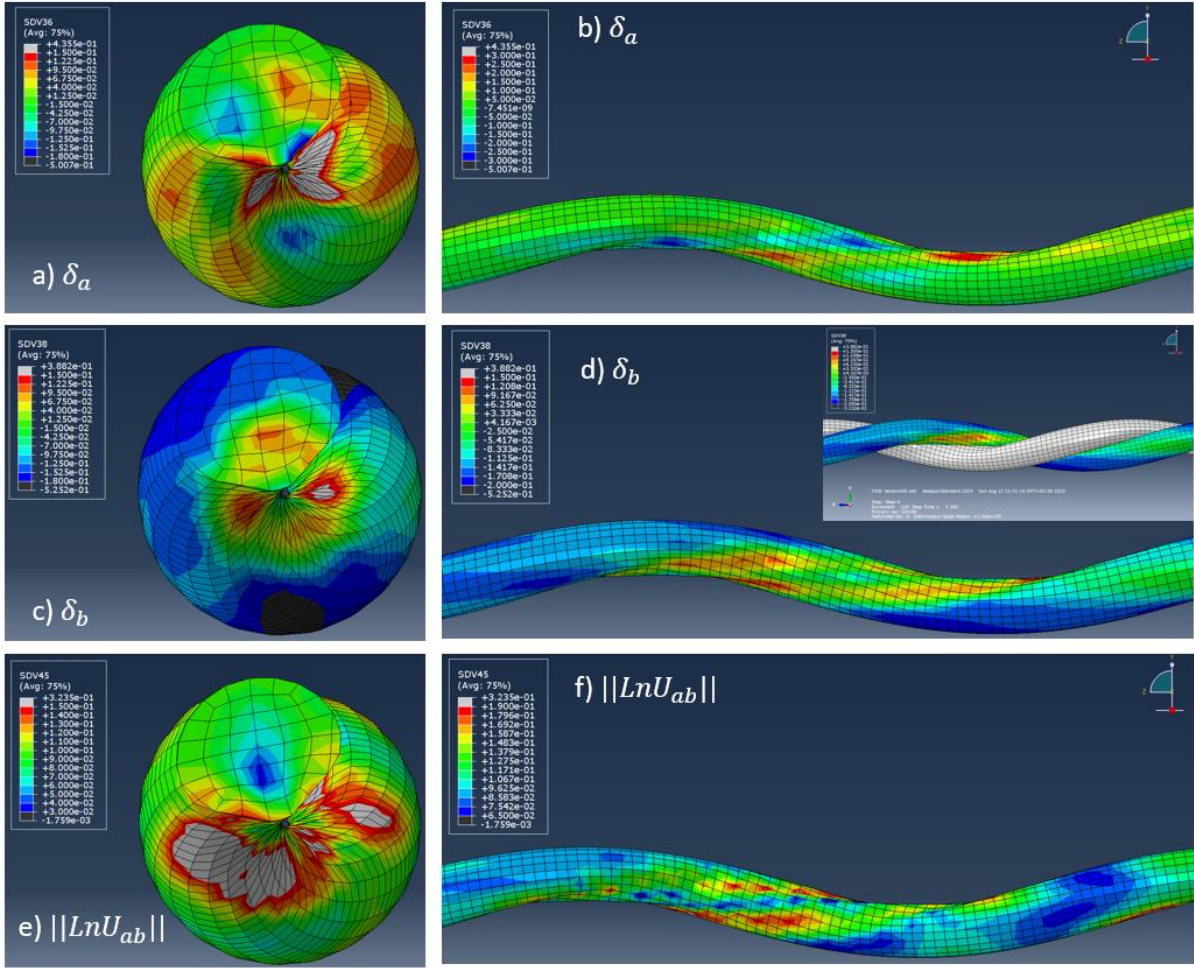 SDV36
(Avg: 75%)
+4.355e-01
+1.500e-01
+1.225e-01
+9.500e-02
+6.750e-02
+4.000e-02
+1.250e-02
-1.500e-02
-4.250e-02
-7.000e-02
-9.750e-02
-1.250e-01
-1.525e-01
-1.800e-01
-5.007e-01
a) δₐ
SDV36
(Avg: 75%)
+4.355e-01
+3.000e-01
+2.500e-01
+2.000e-01
+1.500e-01
+1.000e-01
+5.000e-02
-7.451e-09
-5.000e-02
-1.000e-01
-1.500e-01
-2.000e-01
-2.500e-01
-3.000e-01
-5.007e-01
b) δₐ
Y
Z
SDV38
(Avg: 75%)
+3.882e-01
+1.500e-01
+1.225e-01
+9.500e-02
+6.750e-02
+4.000e-02
+1.250e-02
-1.500e-02
-4.250e-02
-7.000e-02
-9.750e-02
-1.250e-01
-1.525e-01
-1.800e-01
-5.252e-01
c) δ_b
SDV38
(Avg: 75%)
+3.882e-01
+1.500e-01
+1.208e-01
+9.167e-02
+6.250e-02
+3.333e-02
+4.167e-03
-2.500e-02
-5.417e-02
-8.333e-02
-1.125e-01
-1.417e-01
-1.708e-01
-2.000e-01
-5.252e-01
d) δ_b
SDV38
(Avg: 75%)
Y
SDV45
(Avg: 75%)
+3.235e-01
+1.500e-01
+1.400e-01
+1.300e-01
+1.200e-01
+1.100e-01
+1.000e-01
+9.000e-02
+8.000e-02
+7.000e-02
+6.000e-02
+5.000e-02
+4.000e-02
+3.000e-02
-1.759e-03
e) ||LnU_ab||
SDV45
(Avg: 75%)
+3.235e-01
+1.900e-01
+1.796e-01
+1.692e-01
+1.587e-01
+1.483e-01
+1.379e-01
+1.275e-01
+1.171e-01
+1.067e-01
+9.625e-02
+8.583e-02
+7.542e-02
+6.500e-02
-1.759e-03
f) ||LnU_ab||
Y
Z